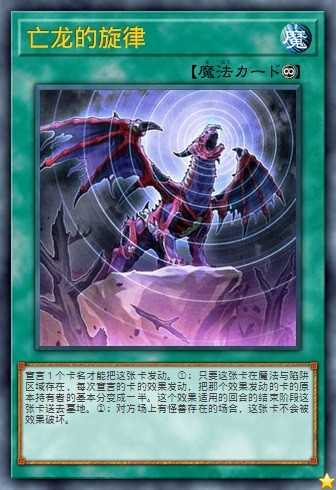 亡龙的旋律
魔
【魔法カード】
宣言1个卡名才能把这张卡发动。①：只要这张卡在魔法与陷阱
区域存在，每次宣言的卡的效果发动，把那个效果发动的卡的原
本持有者的基本分变成一半。这个效果适用的回合的结束阶段这
张卡送去墓地。②：对方场上有怪兽存在的场合，这张卡不会被
效果破坏。